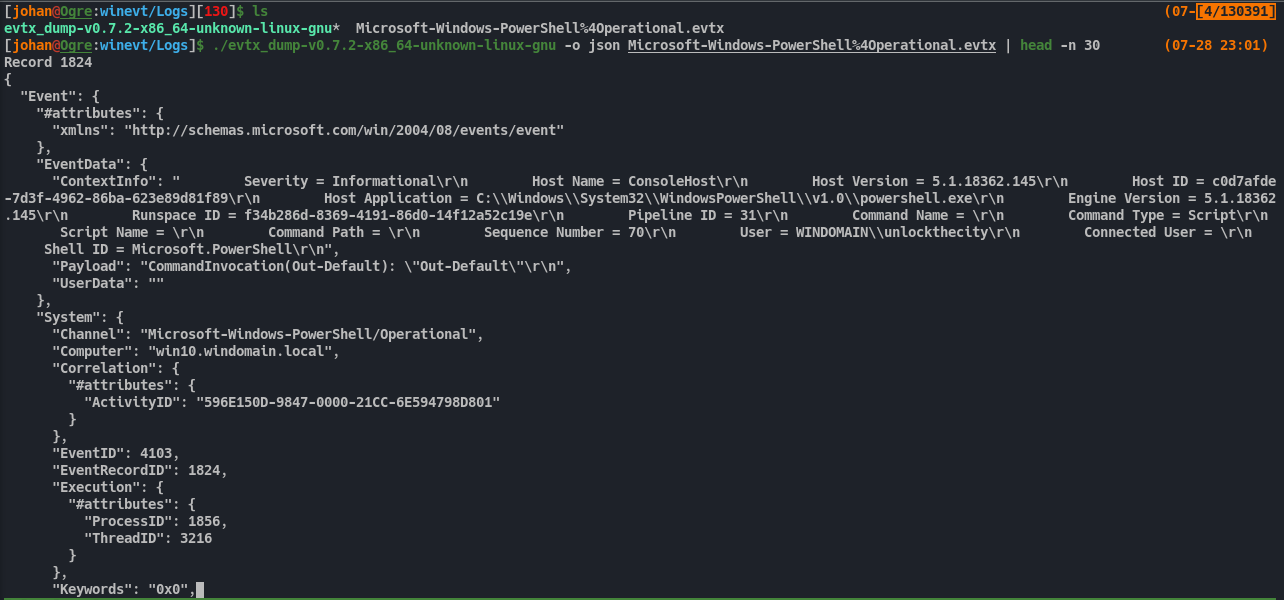 [johan@Ogre:winevt/Logs][130]$ ls (07-[4/130391]
evtx_dump-v0.7.2-x86_64-unknown-linux-gnu*  Microsoft-Windows-PowerShell%4Operational.evtx
[johan@Ogre:winevt/Logs]$ ./evtx_dump-v0.7.2-x86_64-unknown-linux-gnu -o json Microsoft-Windows-PowerShell%4Operational.evtx | head -n 30 (07-28 23:01)
Record 1824
{
  "Event": {
    "#attributes": {
      "xmlns": "http://schemas.microsoft.com/win/2004/08/events/event"
    },
    "EventData": {
      "ContextInfo": "        Severity = Informational\r\n        Host Name = ConsoleHost\r\n        Host Version = 5.1.18362.145\r\n        Host ID = c0d7afde
-7d3f-4962-86ba-623e89d81f89\r\n        Host Application = C:\\Windows\\System32\\WindowsPowerShell\\v1.0\\powershell.exe\r\n        Engine Version = 5.1.18362
.145\r\n        Runspace ID = f34b286d-8369-4191-86d0-14f12a52c19e\r\n        Pipeline ID = 31\r\n        Command Name = \r\n        Command Type = Script\r\n
       Script Name = \r\n        Command Path = \r\n        Sequence Number = 70\r\n        User = WINDOMAIN\\unlockthecity\r\n        Connected User = \r\n
     Shell ID = Microsoft.PowerShell\r\n",
      "Payload": "CommandInvocation(Out-Default): \"Out-Default\"\r\n",
      "UserData": ""
    },
    "System": {
      "Channel": "Microsoft-Windows-PowerShell/Operational",
      "Computer": "win10.windomain.local",
      "Correlation": {
        "#attributes": {
          "ActivityID": "596E150D-9847-0000-21CC-6E594798D801"
        }
      },
      "EventID": 4103,
      "EventRecordID": 1824,
      "Execution": {
        "#attributes": {
          "ProcessID": 1856,
          "ThreadID": 3216
        }
      },
      "Keywords": "0x0",